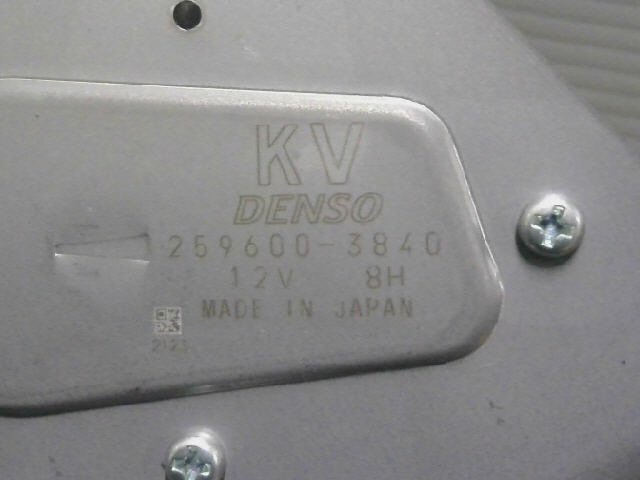 KV
DENSO
259600-3840
12V 8H
MADE IN JAPAN